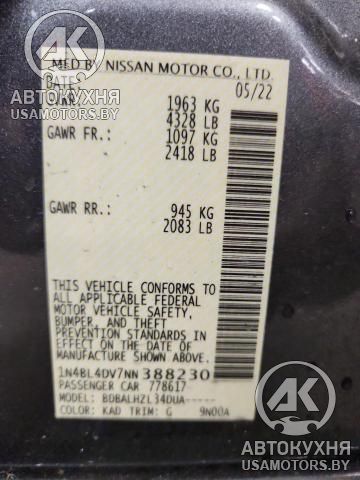 АВТОКУХНЯ
USAMOTORS.BY
MFD BY NISSAN MOTOR CO., LTD.
DATE: 05/22
GVWR: 1963 KG
4328 LB
GAWR FR.: 1097 KG
2418 LB
GAWR RR.: 945 KG
2083 LB
THIS VEHICLE CONFORMS TO
ALL APPLICABLE FEDERAL
MOTOR VEHICLE SAFETY,
BUMPER, AND THEFT
PREVENTION STANDARDS IN
EFFECT ON THE DATE OF
MANUFACTURE SHOWN ABOVE.
1N4BL4DV7NN388230
PASSENGER CAR 778617
MODEL: BDBALHZL34DUA-----
COLOR: KAD TRIM: G 9N00A
АВТОКУХНЯ
USAMOTORS.BY